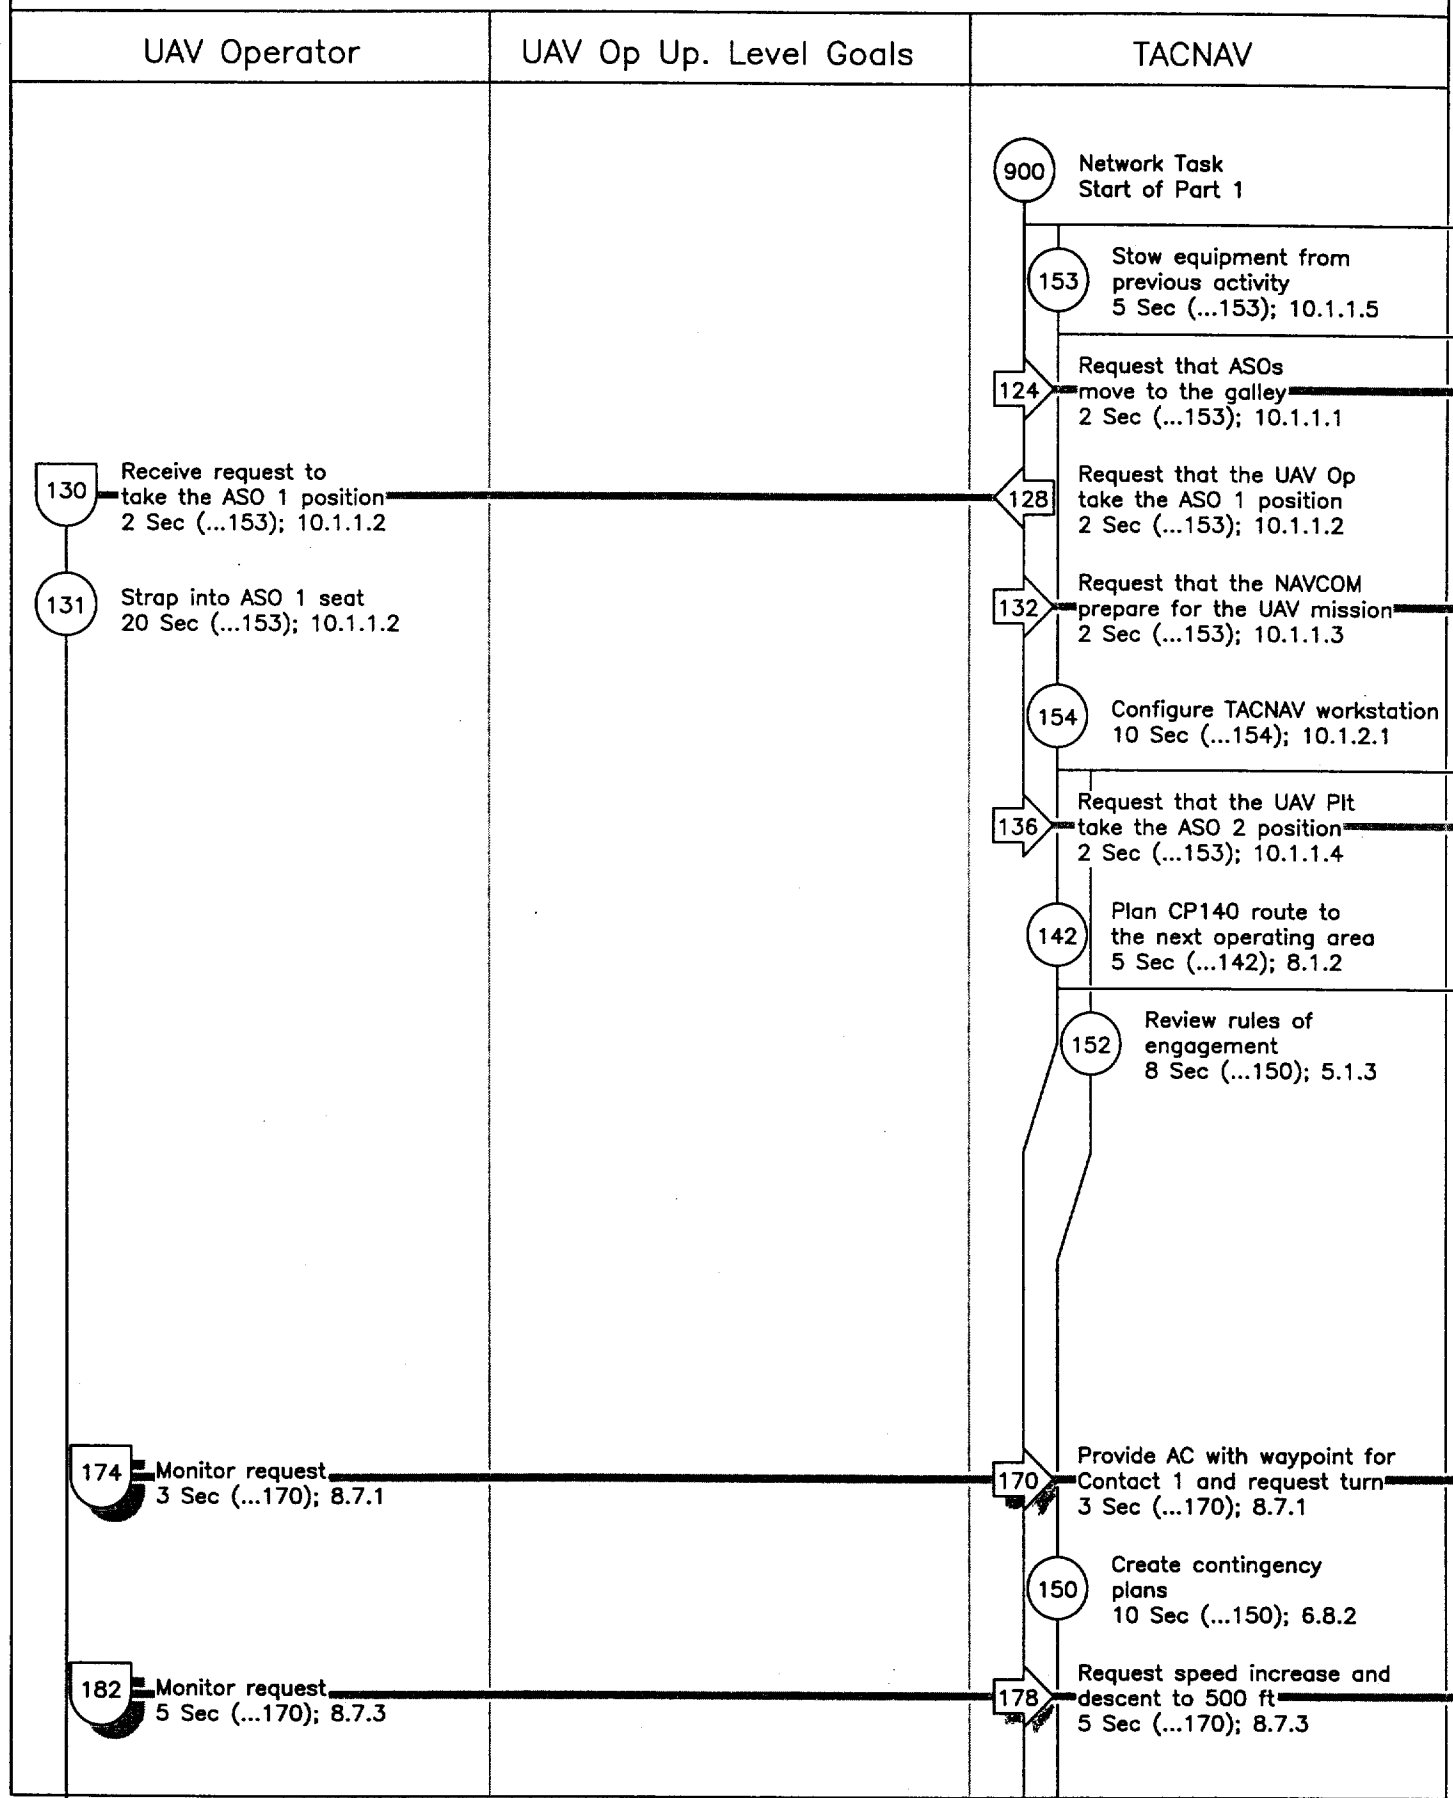 UAV Operator
UAV Op Up. Level Goals
TACNAV
900
Network Task
Start of Part 1
153
Stow equipment from
previous activity
5 Sec (...153); 10.1.1.5
124
Request that ASOs
move to the galley
2 Sec (...153); 10.1.1.1
130
Receive request to
take the ASO 1 position
2 Sec (...153); 10.1.1.2
128
Request that the UAV Op
take the ASO 1 position
2 Sec (...153); 10.1.1.2
131
Strap into ASO 1 seat
20 Sec (...153); 10.1.1.2
132
Request that the NAVCOM
prepare for the UAV mission
2 Sec (...153); 10.1.1.3
154
Configure TACNAV workstation
10 Sec (...154); 10.1.2.1
136
Request that the UAV Plt
take the ASO 2 position
2 Sec (...153); 10.1.1.4
142
Plan CP140 route to
the next operating area
5 Sec (...142); 8.1.2
152
Review rules of
engagement
8 Sec (...150); 5.1.3
174
Monitor request
3 Sec (...170); 8.7.1
170
Provide AC with waypoint for
Contact 1 and request turn
3 Sec (...170); 8.7.1
150
Create contingency
plans
10 Sec (...150); 6.8.2
182
Monitor request
5 Sec (...170); 8.7.3
178
Request speed increase and
descent to 500 ft
5 Sec (...170); 8.7.3